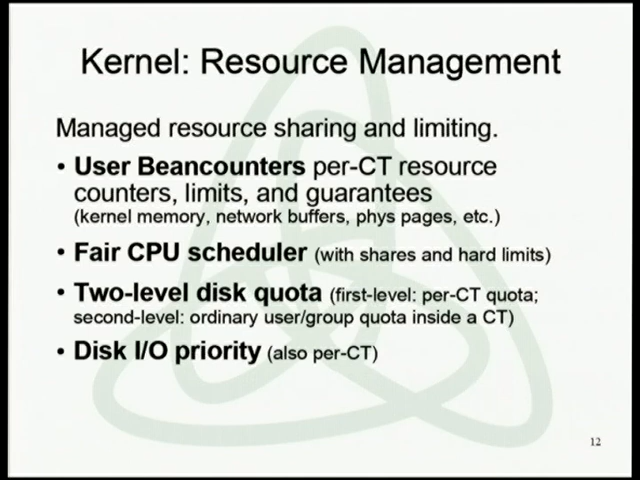 Kernel: Resource Management
Managed resource sharing and limiting.
• User Beancounters per-CT resource
counters, limits, and guarantees
(kernel memory, network buffers, phys pages, etc.)
• Fair CPU scheduler (with shares and hard limits)
• Two-level disk quota (first-level: per-CT quota;
second-level: ordinary user/group quota inside a CT)
• Disk I/O priority (also per-CT)
12